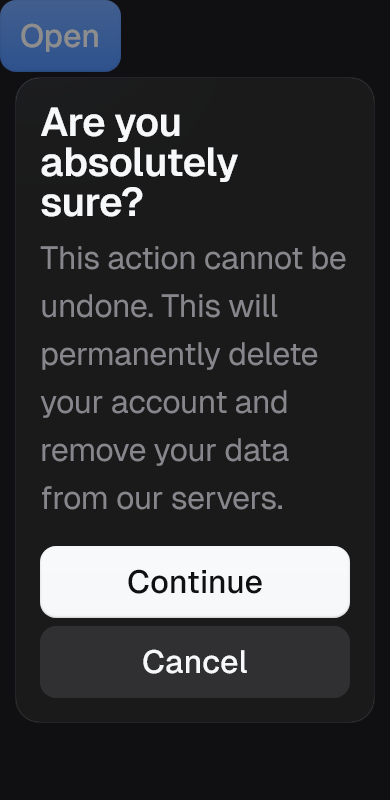 Open
Are you
absolutely
sure?
This action cannot be
undone. This will
permanently delete
your account and
remove your data
from our servers.
Continue
Cancel